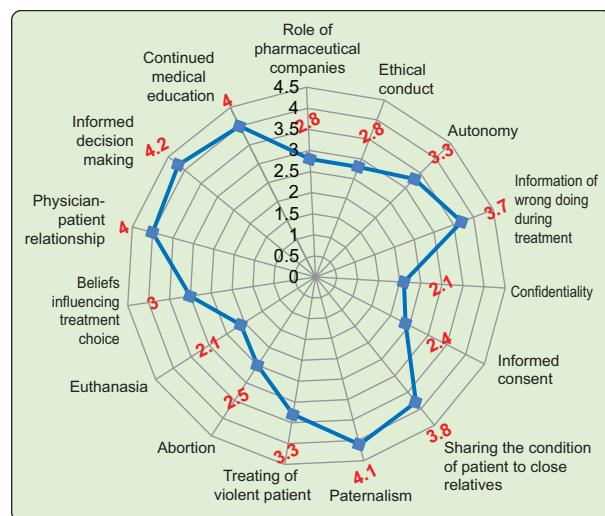 Role of
pharmaceutical
companies
Ethical
conduct
Autonomy
Information of
wrong doing
during
treatment
Confidentiality
Informed
consent
Sharing the condition
of patient to close
relatives
Paternalism
Treating of
violent patient
Abortion
Euthanasia
Beliefs
influencing
treatment
choice
Physician-
patient
relationship
Informed
decision
making
Continued
medical
education
4.5
4
3.5
3
2.5
2
1.5
1
0.5
0
2.8
2.8
3.3
3.7
2.1
2.4
3.8
4.1
3.3
2.5
2.1
3
4
4.2
4